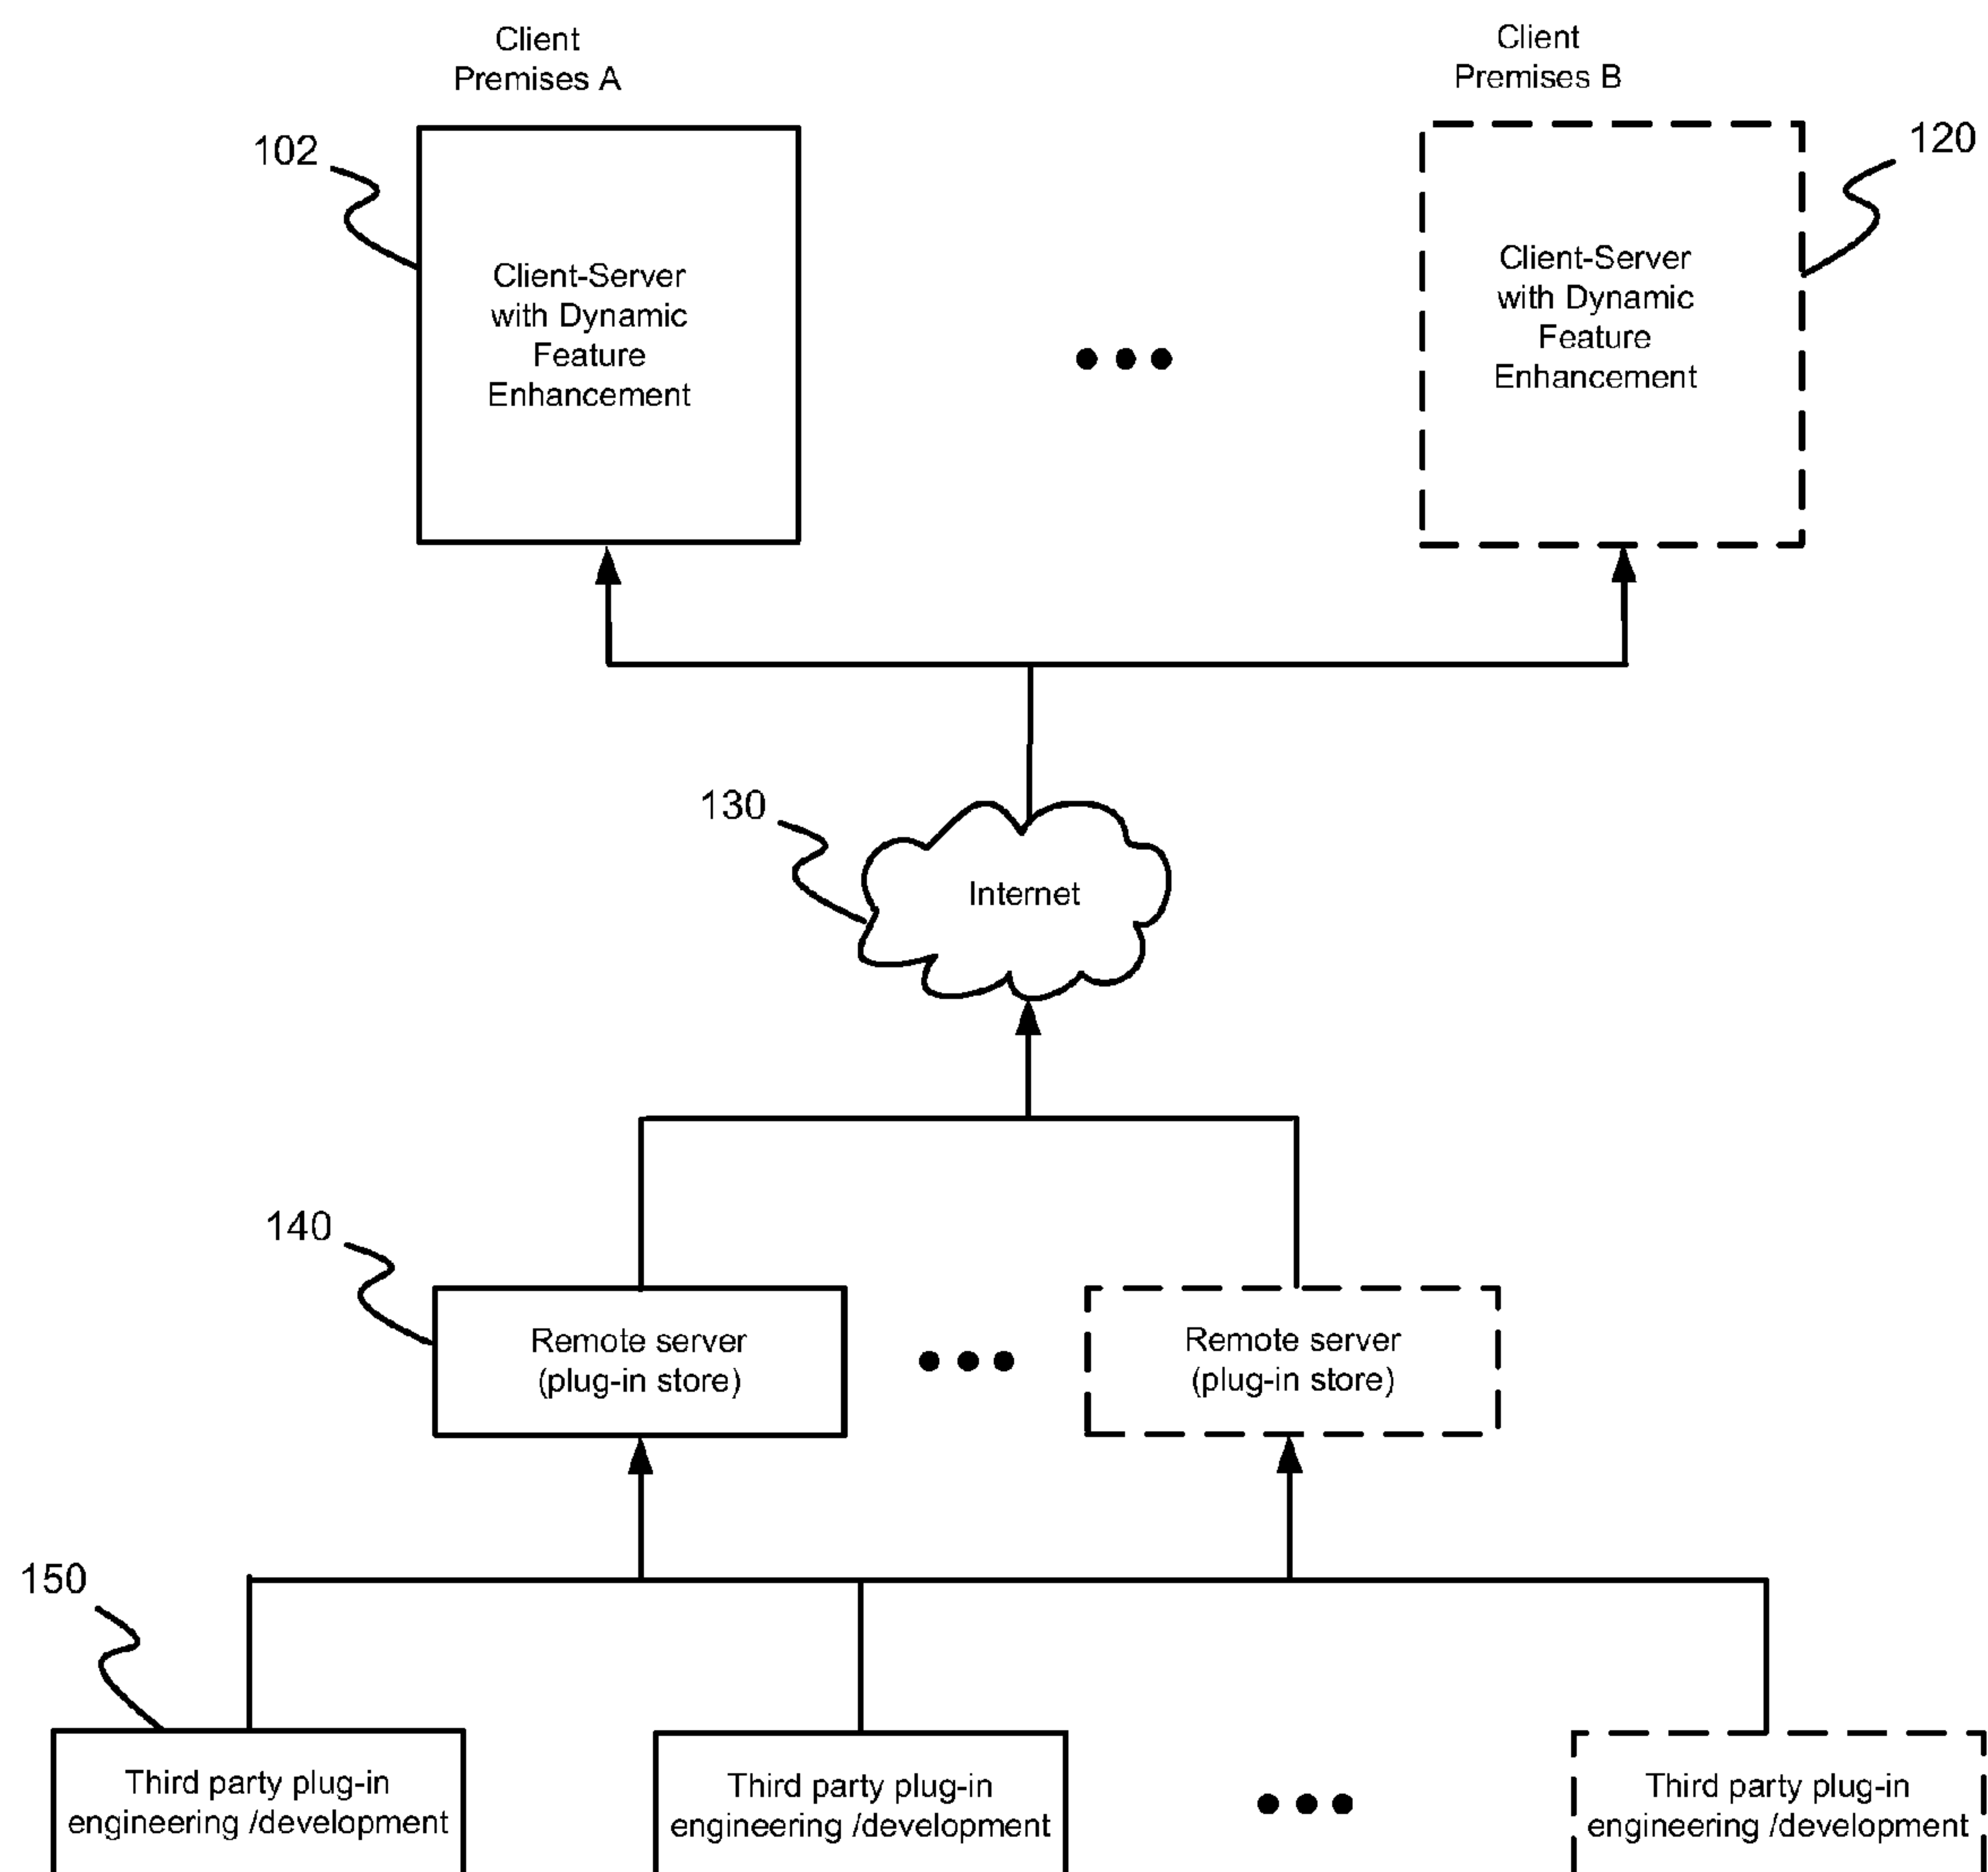 Client
Premises A
Client
Premises B
102
120
Client-Server
with Dynamic
Feature
Enhancement
Client-Server
with Dynamic
Feature
Enhancement
130
Internet
140
Remote server
(plug-in store)
Remote server
(plug-in store)
150
Third party plug-in
engineering /development
Third party plug-in
engineering /development
Third party plug-in
engineering /development